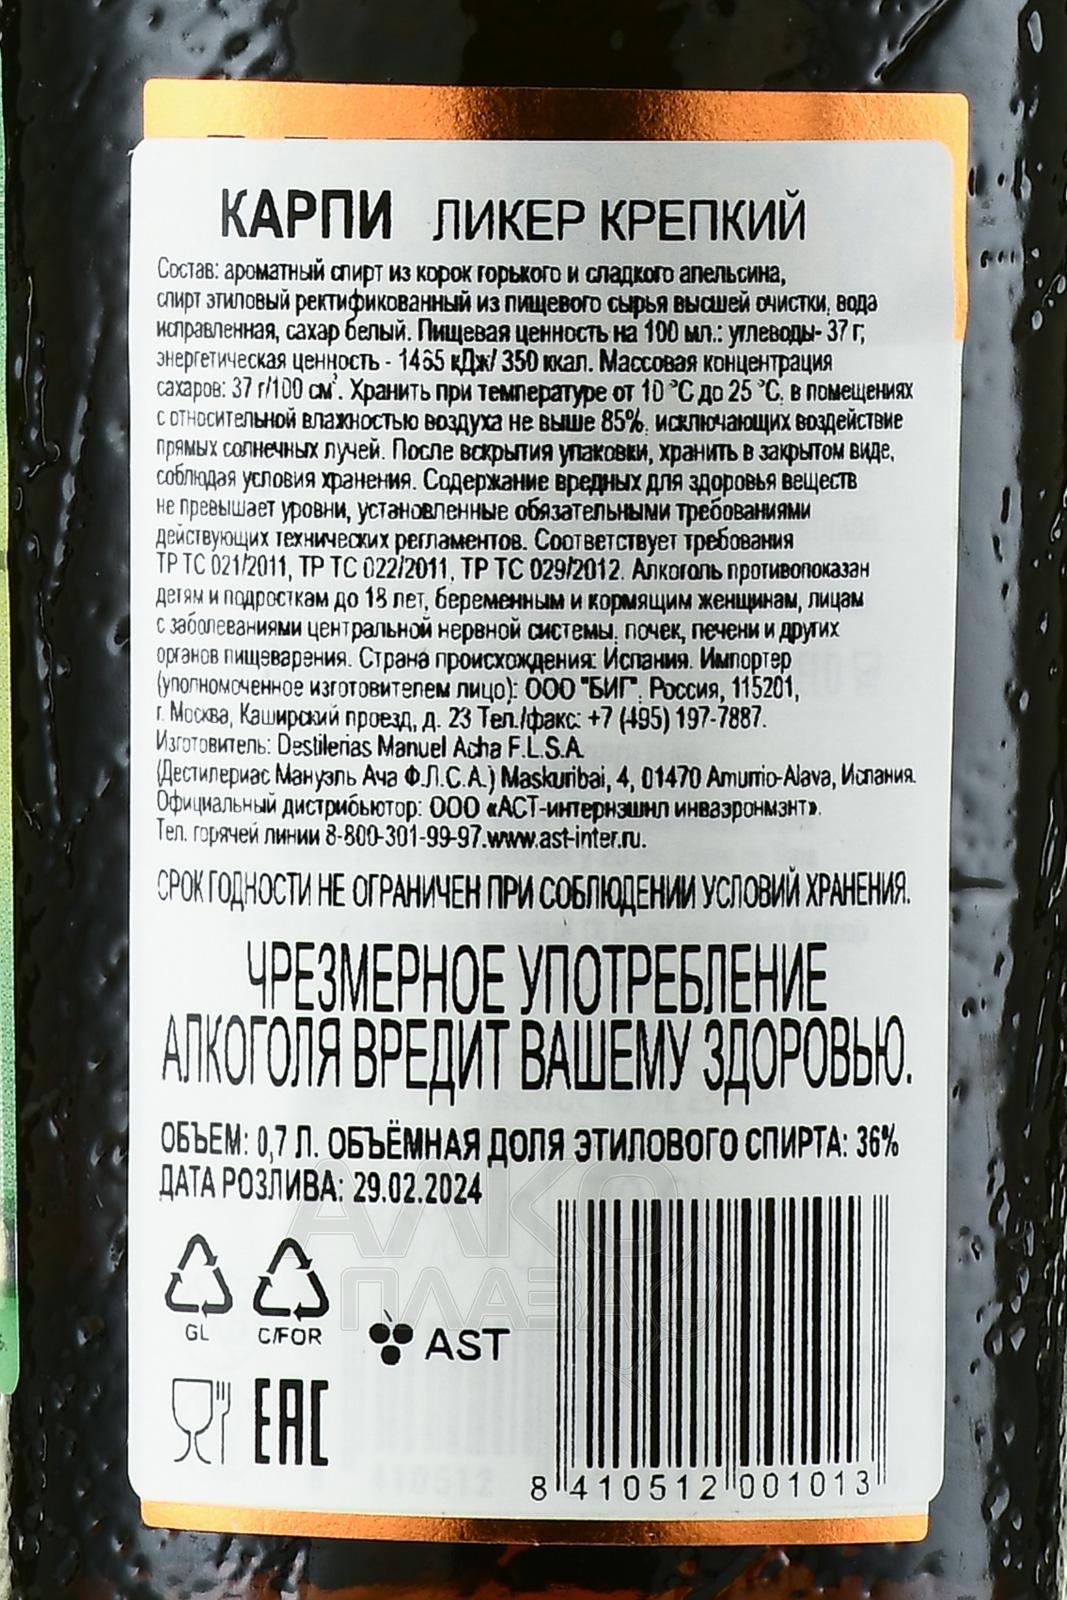 КАРПИ ЛИКЕР КРЕПКИЙ
Состав: ароматный спирт из корок горького и сладкого апельсина,
спирт этиловый ректификованный из пищевого сырья высшей очистки, вода
исправленная, сахар белый. Пищевая ценность на 100 мл.: углеводы- 37 г;
энергетическая ценность - 1465 кДж/ 350 ккал. Массовая концентрация
сахаров: 37 г/100 см³. Хранить при температуре от 10 °С до 25 °С, в помещениях
с относительной влажностью воздуха не выше 85%, исключающих воздействие
прямых солнечных лучей. После вскрытия упаковки, хранить в закрытом виде,
соблюдая условия хранения. Содержание вредных для здоровья веществ
не превышает уровни, установленные обязательными требованиями
действующих технических регламентов. Соответствует требования
ТР ТС 021/2011, ТР ТС 022/2011, ТР ТС 029/2012. Алкоголь противопоказан
детям и подросткам до 18 лет, беременным и кормящим женщинам, лицам
с заболеваниями центральной нервной системы, почек, печени и других
органов пищеварения. Страна происхождения: Испания. Импортер
(уполномоченное изготовителем лицо): ООО "БИГ", Россия, 115201,
г. Москва, Каширский проезд, д. 23 Тел./факс: +7 (495) 197-7887.
Изготовитель: Destilerias Manuel Acha F.L.S.A.
(Дестилериас Мануэль Ача Ф.Л.С.А.) Maskuribai, 4, 01470 Amurrio-Alava, Испания.
Официальный дистрибьютор: ООО «АСТ-интернэшнл инваэронмэнт».
Тел. горячей линии 8-800-301-99-97.www.ast-inter.ru.
СРОК ГОДНОСТИ НЕ ОГРАНИЧЕН ПРИ СОБЛЮДЕНИИ УСЛОВИЙ ХРАНЕНИЯ.
ЧРЕЗМЕРНОЕ УПОТРЕБЛЕНИЕ
АЛКОГОЛЯ ВРЕДИТ ВАШЕМУ ЗДОРОВЬЮ.
ОБЪЕМ: 0,7 Л. ОБЪЁМНАЯ ДОЛЯ ЭТИЛОВОГО СПИРТА: 36%
ДАТА РОЗЛИВА: 29.02.2024
АЛКО
ПЛАЗА
GL C/FOR
AST
EAC
8 410512 001013